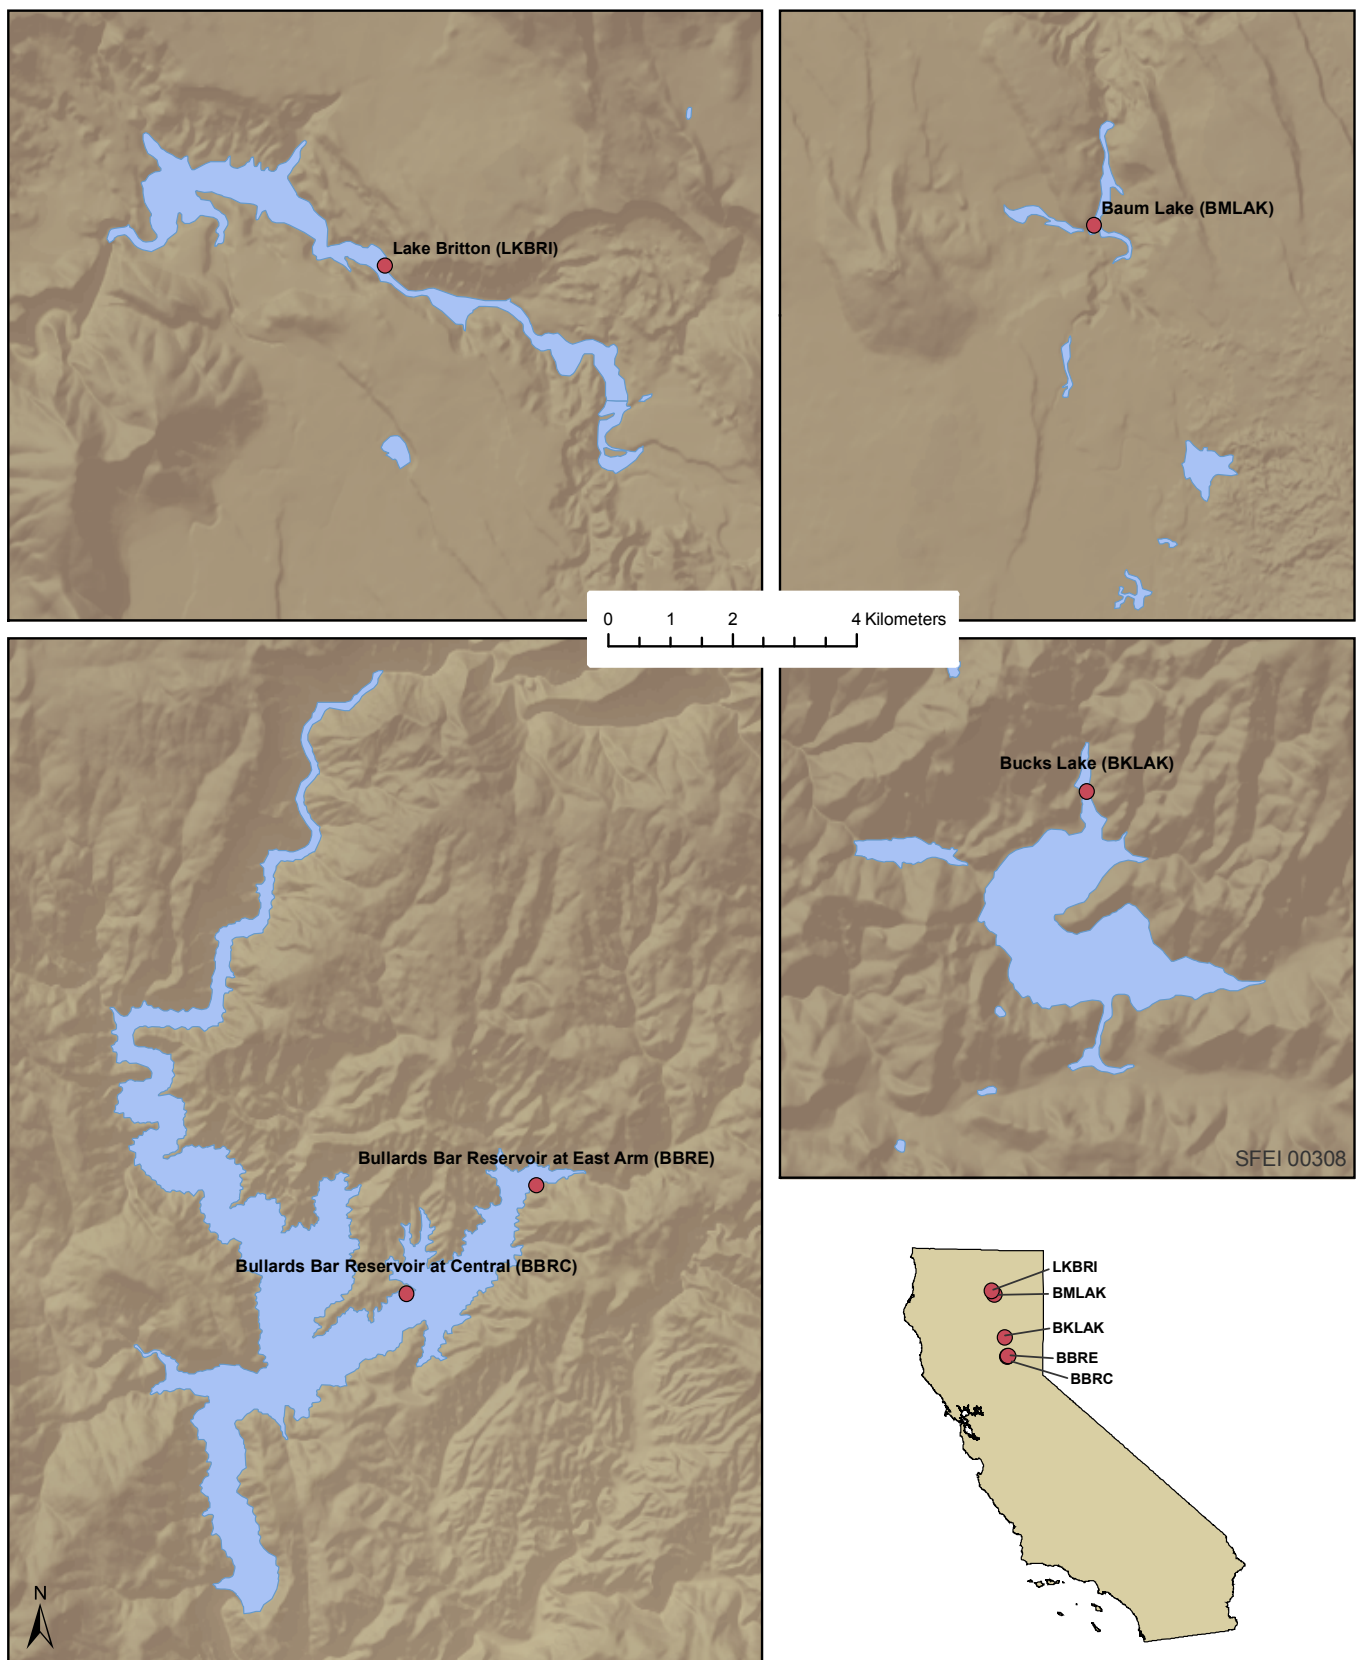 Lake Britton (LKBRI)
Baum Lake (BMLAK)
0 1 2 4 Kilometers
Bucks Lake (BKLAK)
Bullards Bar Reservoir at East Arm (BBRE)
Bullards Bar Reservoir at Central (BBRC)
SFEI 00308
LKBRI
BMLAK
BKLAK
BBRE
BBRC
N